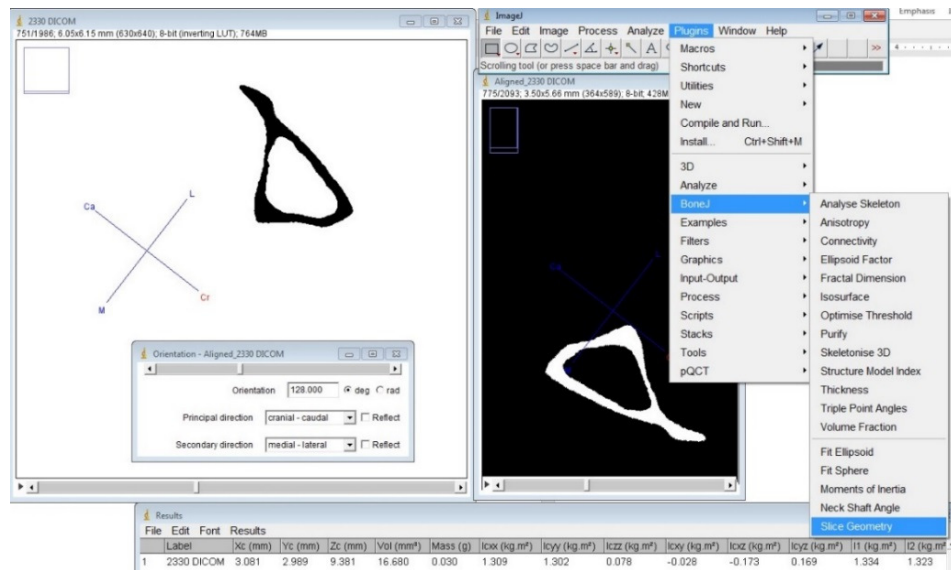 2330 DICOM
751/1986; 6.05x6.15 mm (630x640); 8-bit (inverting LUT); 764MB
L
Ca
Cr
M
Orientation - Aligned_2330 DICOM
Orientation 128.000 deg rad
Principal direction cranial - caudal Reflect
Secondary direction medial - lateral Reflect
ImageJ
File Edit Image Process Analyze Plugins Window Help
A
>>
Scrolling tool (or press space bar and drag)
Emphasis
4
Aligned_2330 DICOM
775/2093; 3.50x5.66 mm (364x589); 8-bit; 428M
Ca
L
Macros
Shortcuts
Utilities
New
Compile and Run...
Install... Ctrl+Shift+M
3D
Analyze
BoneJ
Examples
Filters
Graphics
Input-Output
Process
Scripts
Stacks
Tools
pQCT
Analyse Skeleton
Anisotropy
Connectivity
Ellipsoid Factor
Fractal Dimension
Isosurface
Optimise Threshold
Purify
Skeletonise 3D
Structure Model Index
Thickness
Triple Point Angles
Volume Fraction
Fit Ellipsoid
Fit Sphere
Moments of Inertia
Neck Shaft Angle
Slice Geometry
Results
File Edit Font Results
Label Xc (mm) Yc (mm) Zc (mm) Vol (mm³) Mass (g) Icxx (kg.m²) Icyy (kg.m²) Iczz (kg.m²) Icxy (kg.m²) Icxz (kg.m²) Icyz (kg.m²) I1 (kg.m²) I2 (kg.m²)
1 2330 DICOM 3.081 2.989 9.381 16.680 0.030 1.309 1.302 0.078 -0.028 -0.173 0.169 1.334 1.323